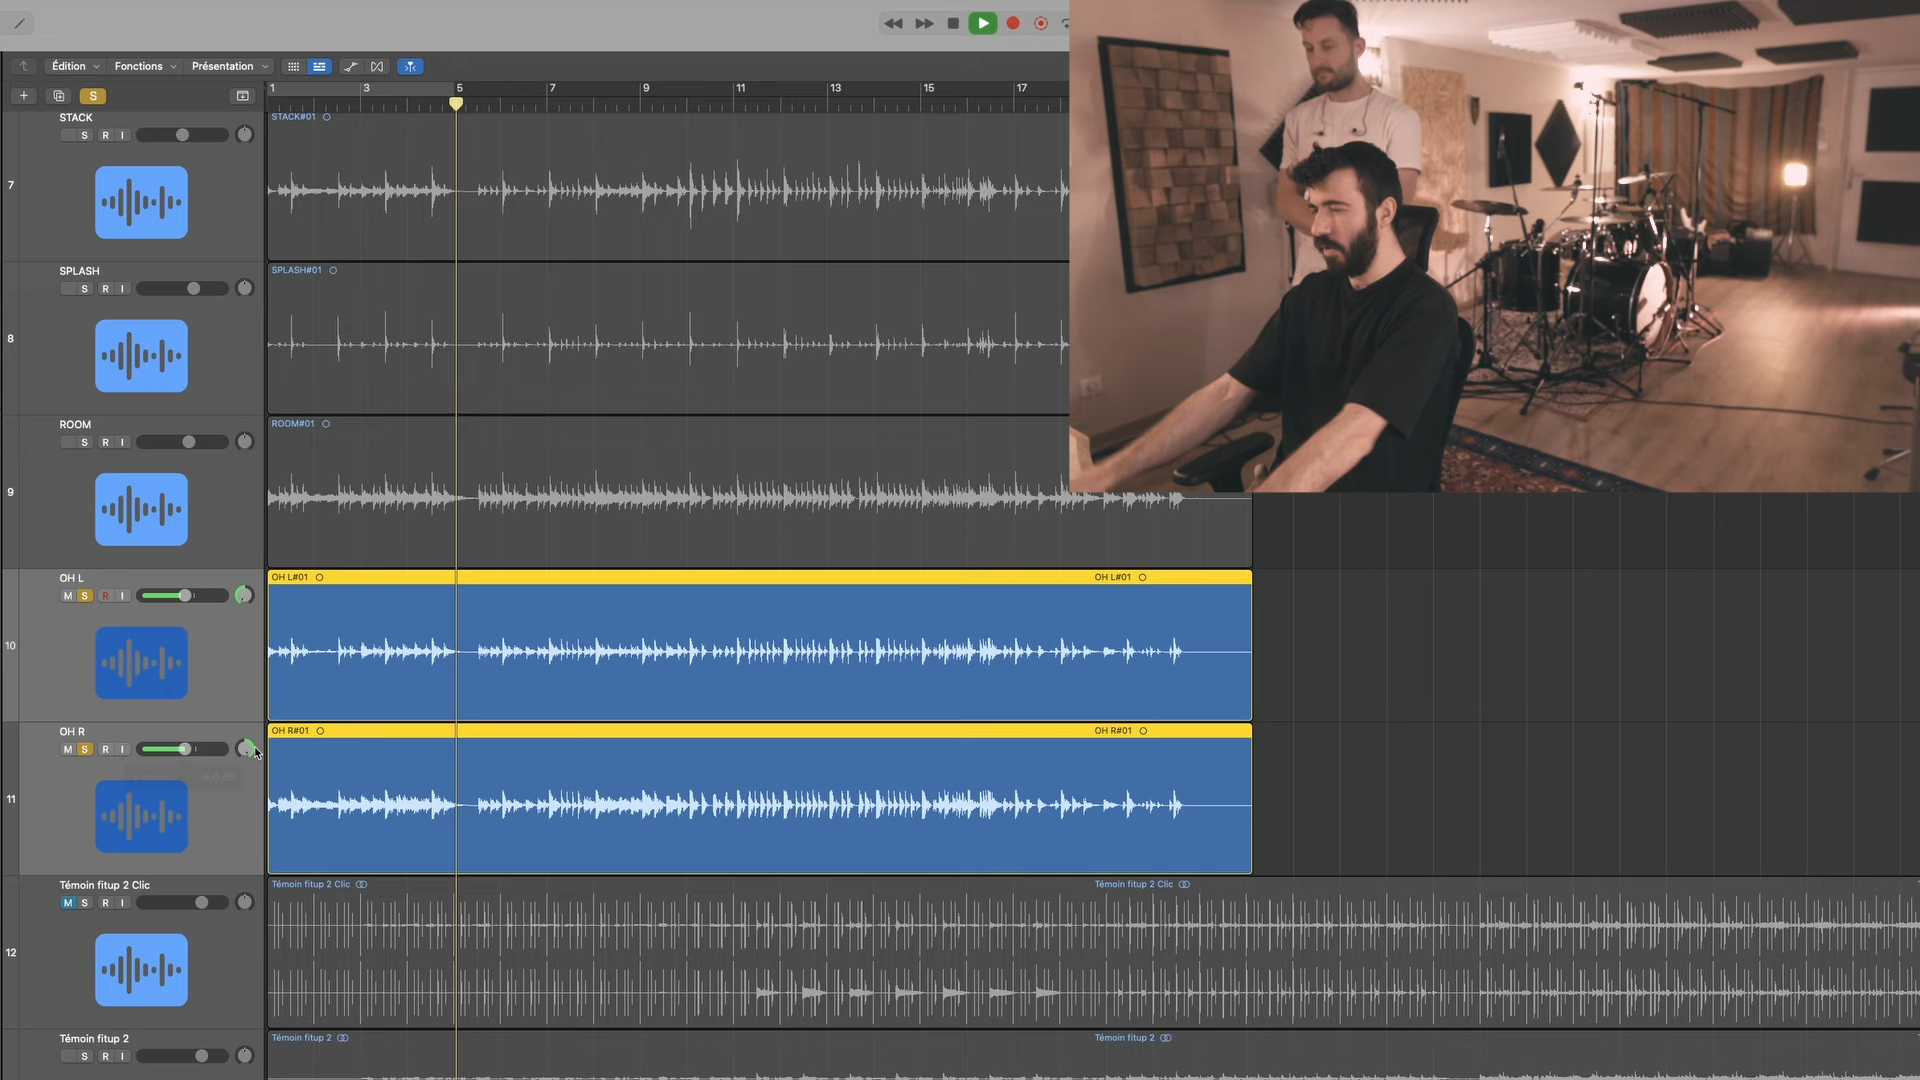 Édition Fonctions Présentation
S
1 3 5 7 9 11 13 15 17
STACK
S R I
7
STACK#01
SPLASH
S R I
8
SPLASH#01
ROOM
S R I
9
ROOM#01
OH L
M S R I
10
OH L#01 OH L#01
OH R
M S R I
11
OH R#01 OH R#01
Témoin fitup 2 Clic
M S R I
12
Témoin fitup 2 Clic Témoin fitup 2 Clic
Témoin fitup 2
S R I
Témoin fitup 2 Témoin fitup 2